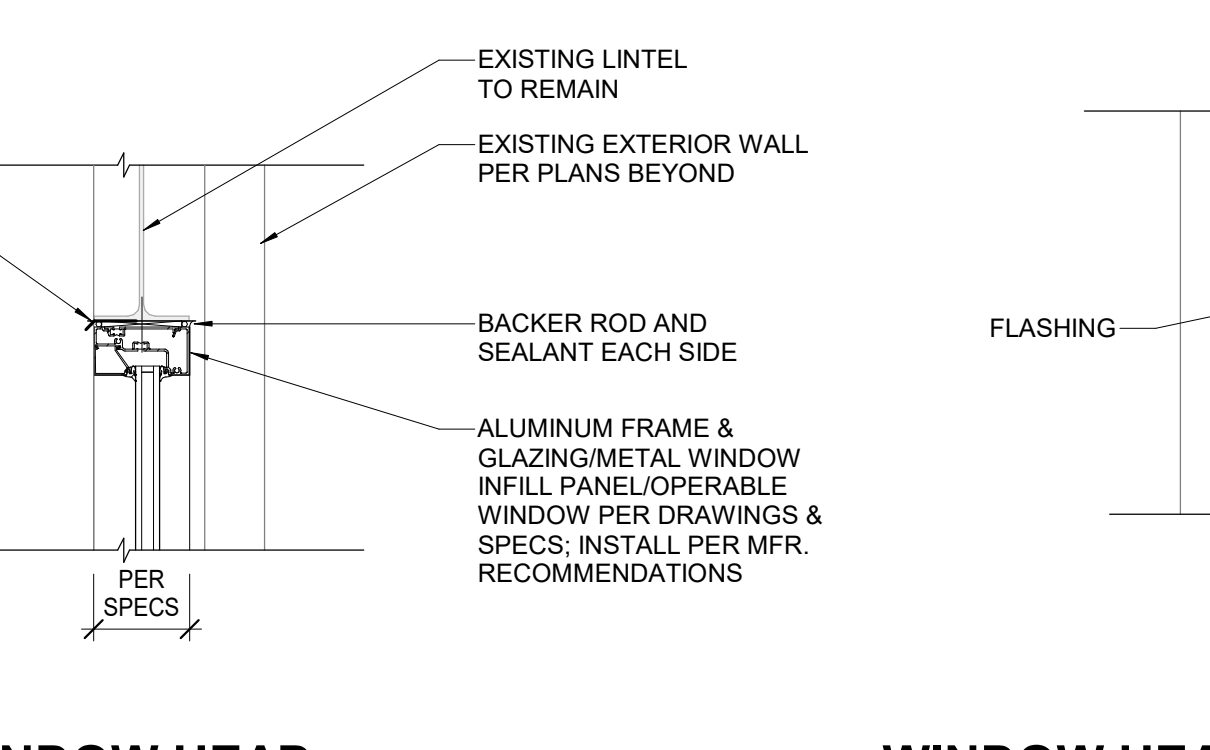 EXISTING LINTEL
TO REMAIN
EXISTING EXTERIOR WALL
PER PLANS BEYOND
BACKER ROD AND
SEALANT EACH SIDE
ALUMINUM FRAME &
GLAZING/METAL WINDOW
INFILL PANEL/OPERABLE
WINDOW PER DRAWINGS &
SPECS; INSTALL PER MFR.
RECOMMENDATIONS
PER
SPECS
FLASHING